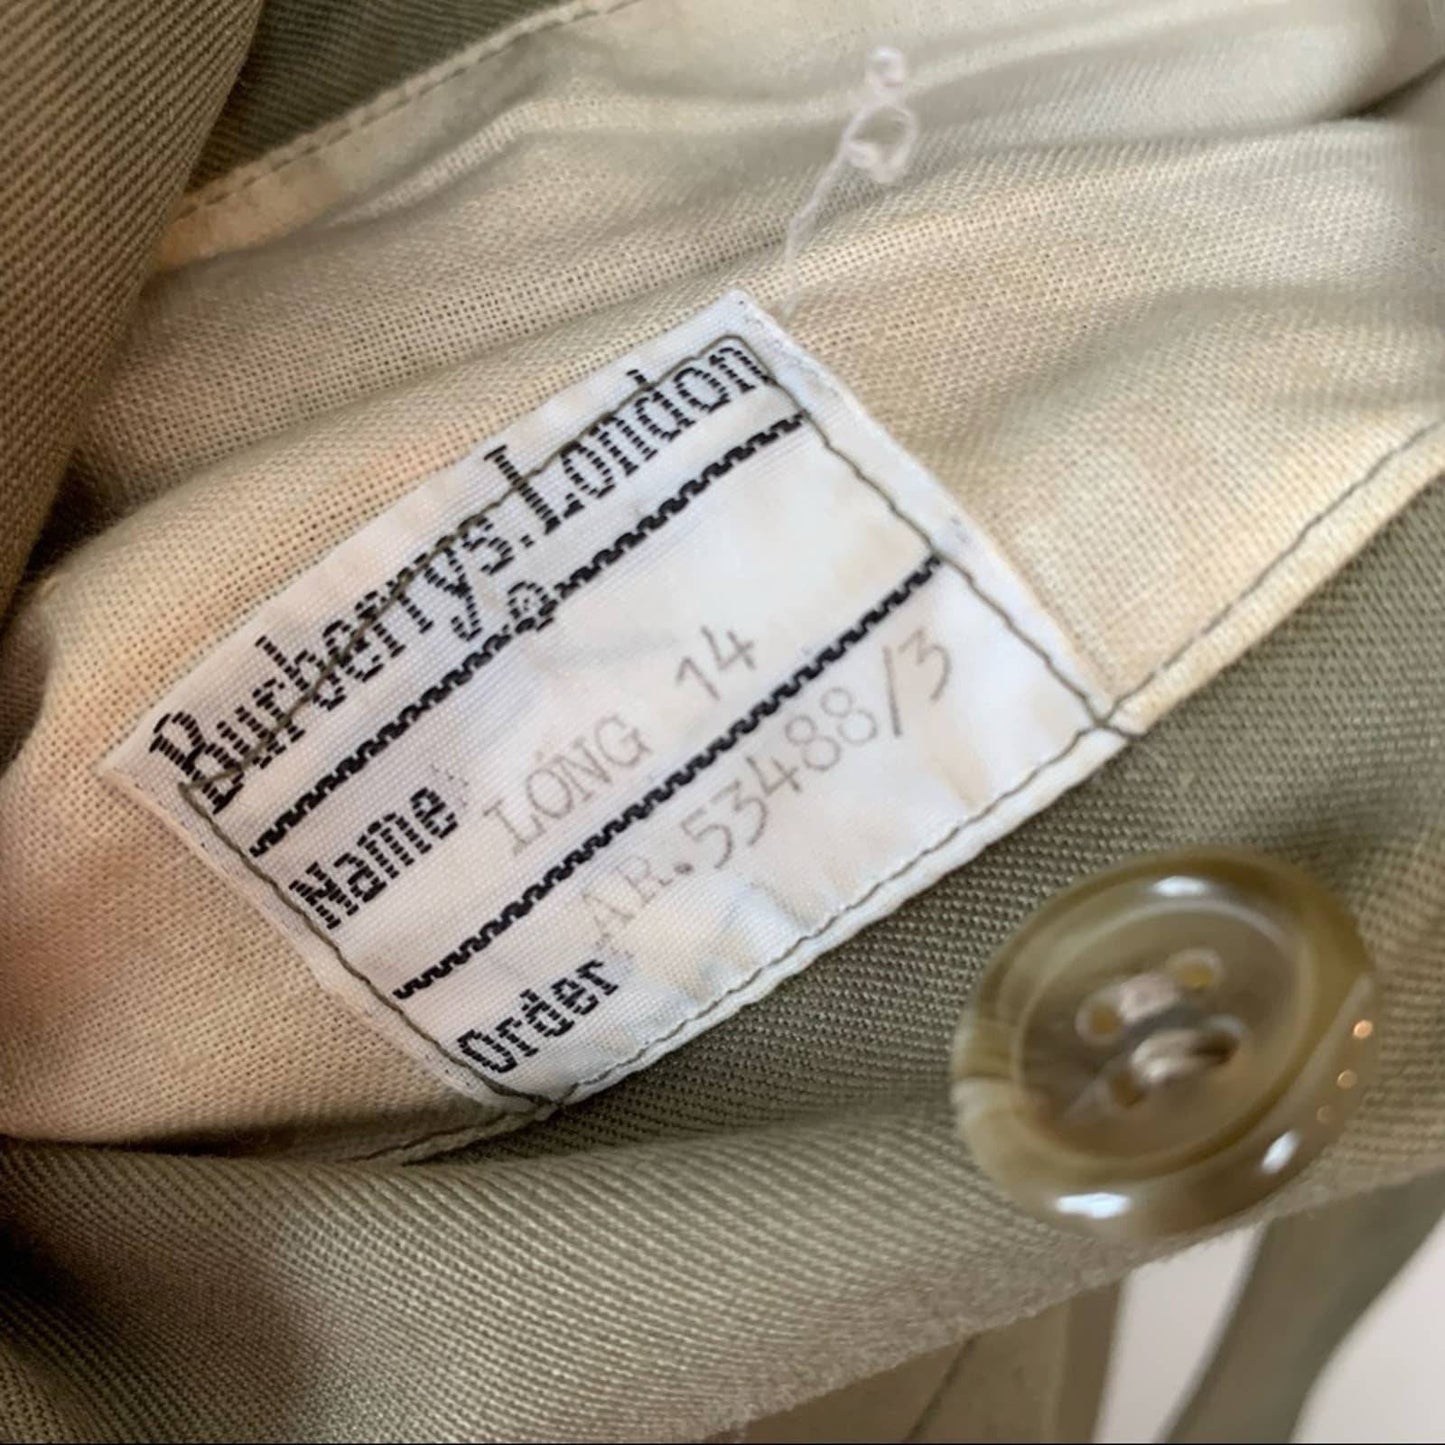 Burberrys. London
Name LONG 14
Order AR.53488/3